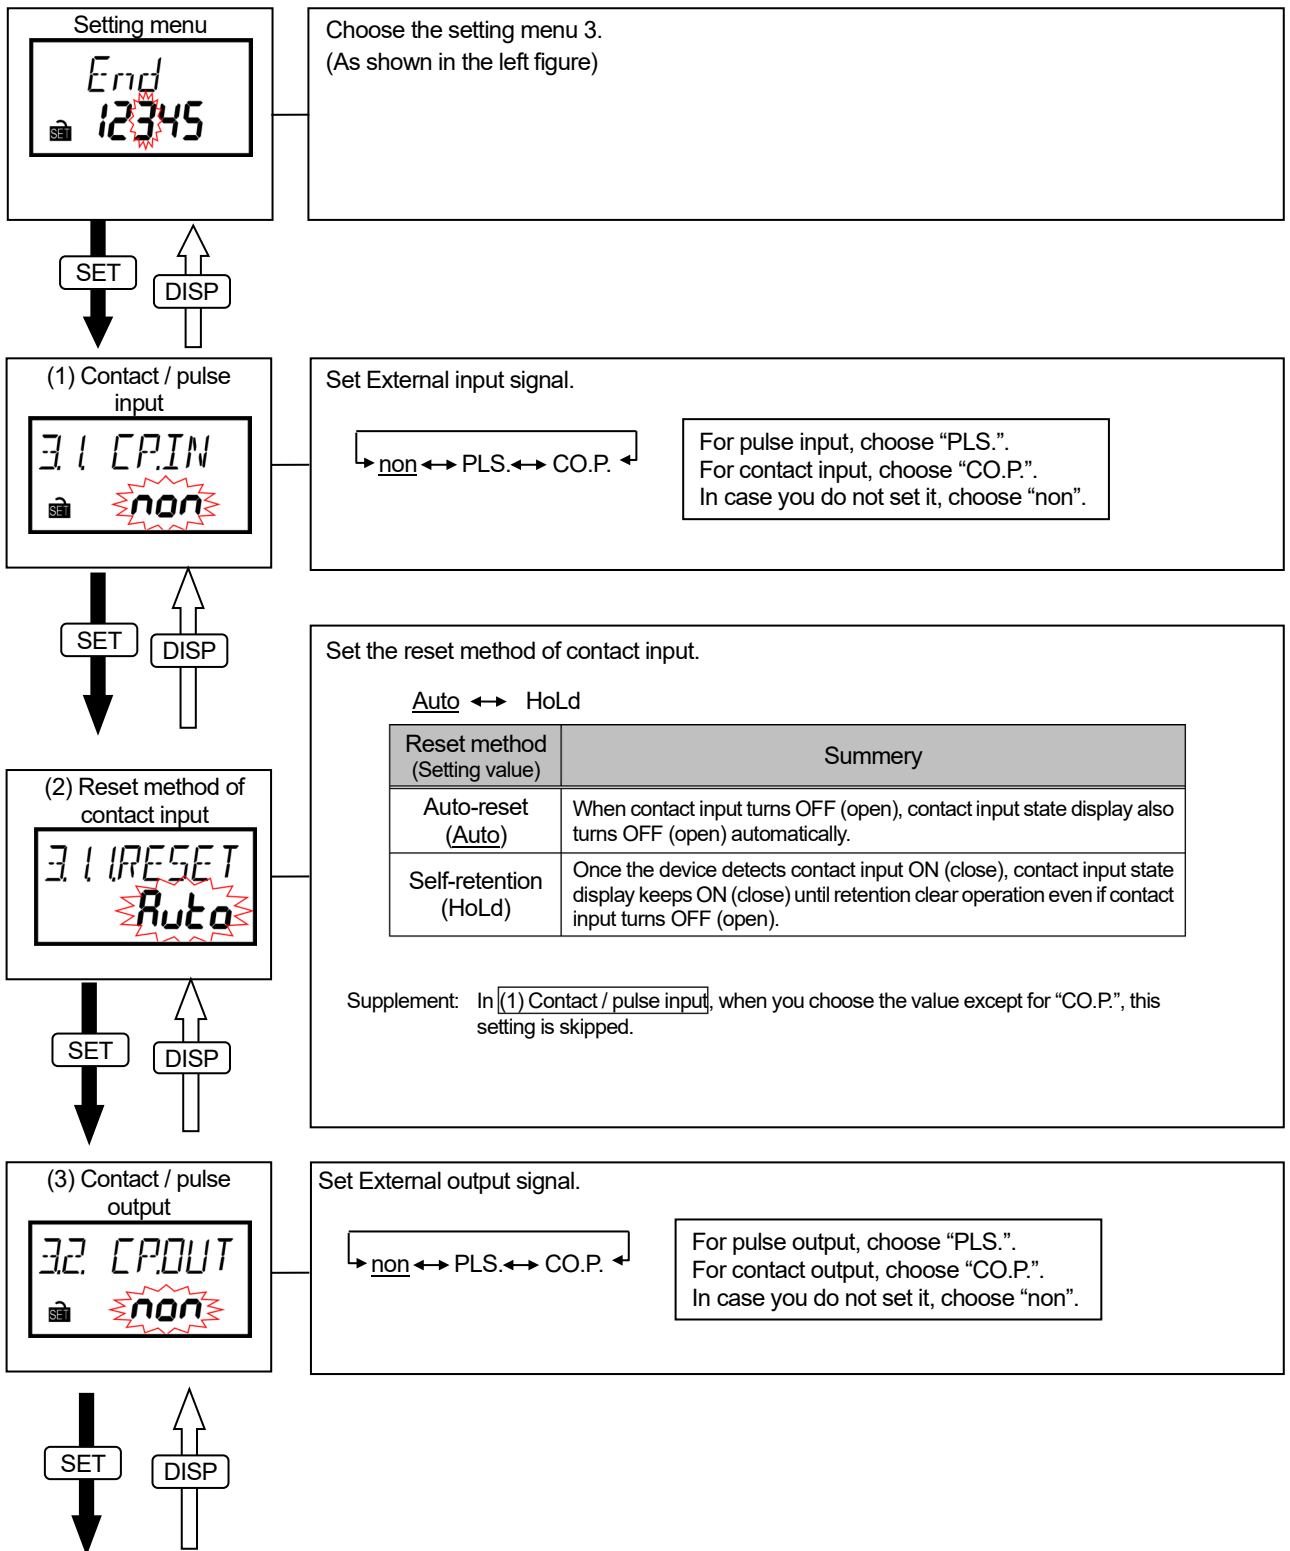 Setting menu
End
12345
SET
Choose the setting menu 3.
(As shown in the left figure)
SET
DISP
(1) Contact / pulse
input
3.1. CP.IN
SET
non
Set External input signal.
non PLS. CO.P.
For pulse input, choose “PLS.”.
For contact input, choose “CO.P.”.
In case you do not set it, choose “non”.
SET
DISP
(2) Reset method of
contact input
3.1.1.RESET
Auto
Set the reset method of contact input.
Auto HoLd
Reset method
(Setting value)
Summery
Auto-reset
(Auto)
When contact input turns OFF (open), contact input state display also
turns OFF (open) automatically.
Self-retention
(HoLd)
Once the device detects contact input ON (close), contact input state
display keeps ON (close) until retention clear operation even if contact
input turns OFF (open).
Supplement: In (1) Contact / pulse input, when you choose the value except for “CO.P.”, this
setting is skipped.
SET
DISP
(3) Contact / pulse
output
3.2. CP.OUT
SET
non
Set External output signal.
non PLS. CO.P.
For pulse output, choose “PLS.”.
For contact output, choose “CO.P.”.
In case you do not set it, choose “non”.
SET
DISP